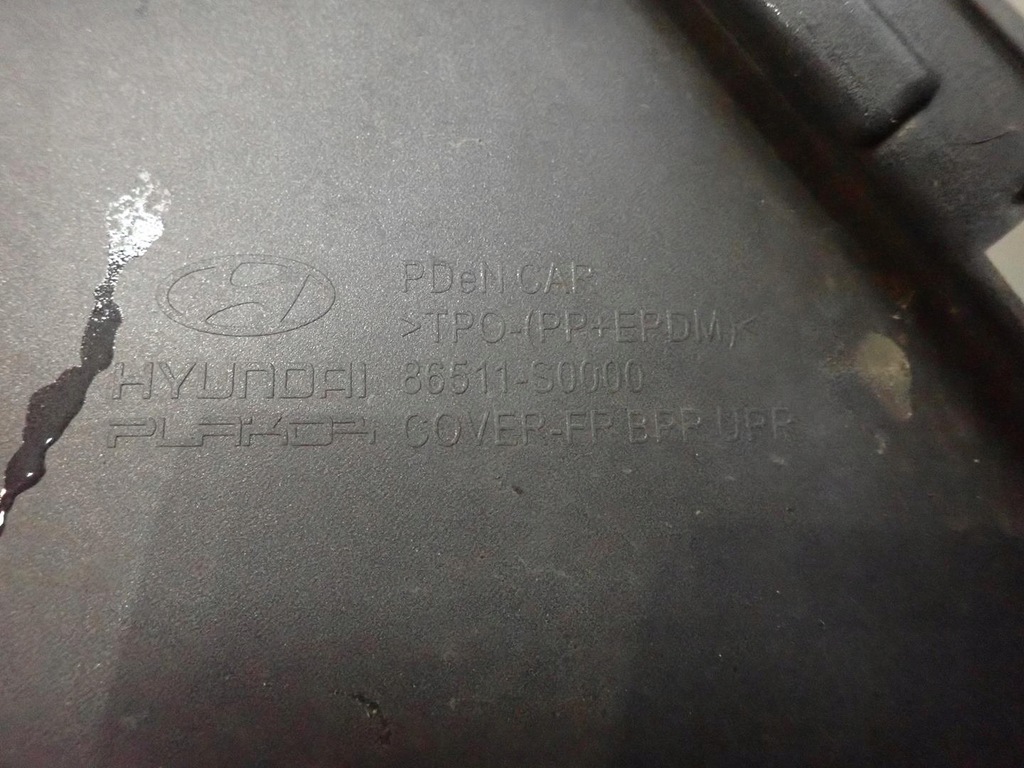 PDeN CAR
>TPO-(PP+EPDM)<
HYUNDAI 86511-S0000
PLAKOR COVER-FR BPR UPR